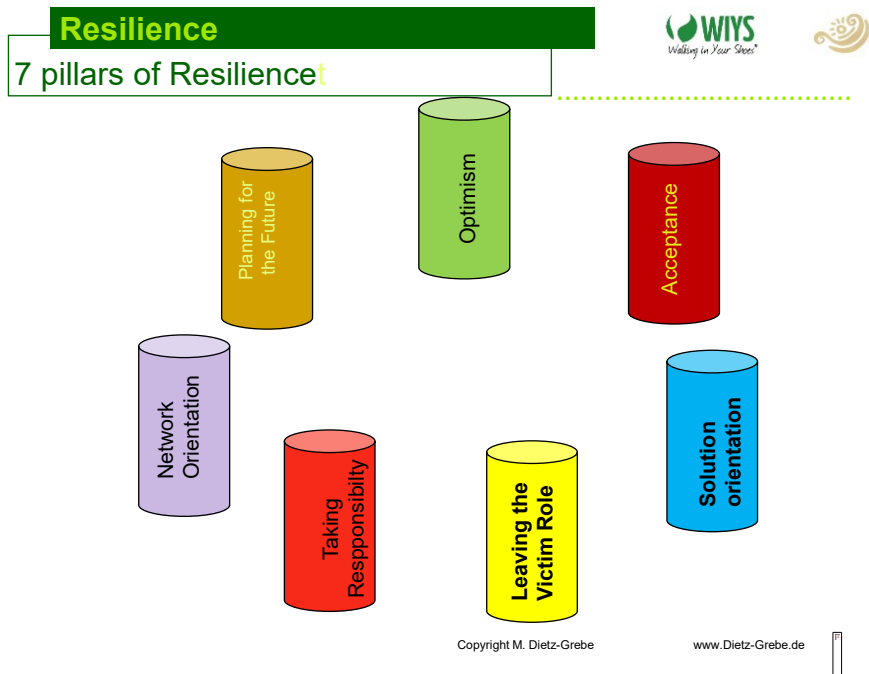 Resilience
WIYS
Walking in Your Shoes
7 pillars of Resiliencet
Optimism
Planning for
the Future
Acceptance
Network
Orientation
Solution
orientation
Taking
Respponsibilty
Leaving the
Victim Role
Copyright M. Dietz-Grebe
www.Dietz-Grebe.de
F